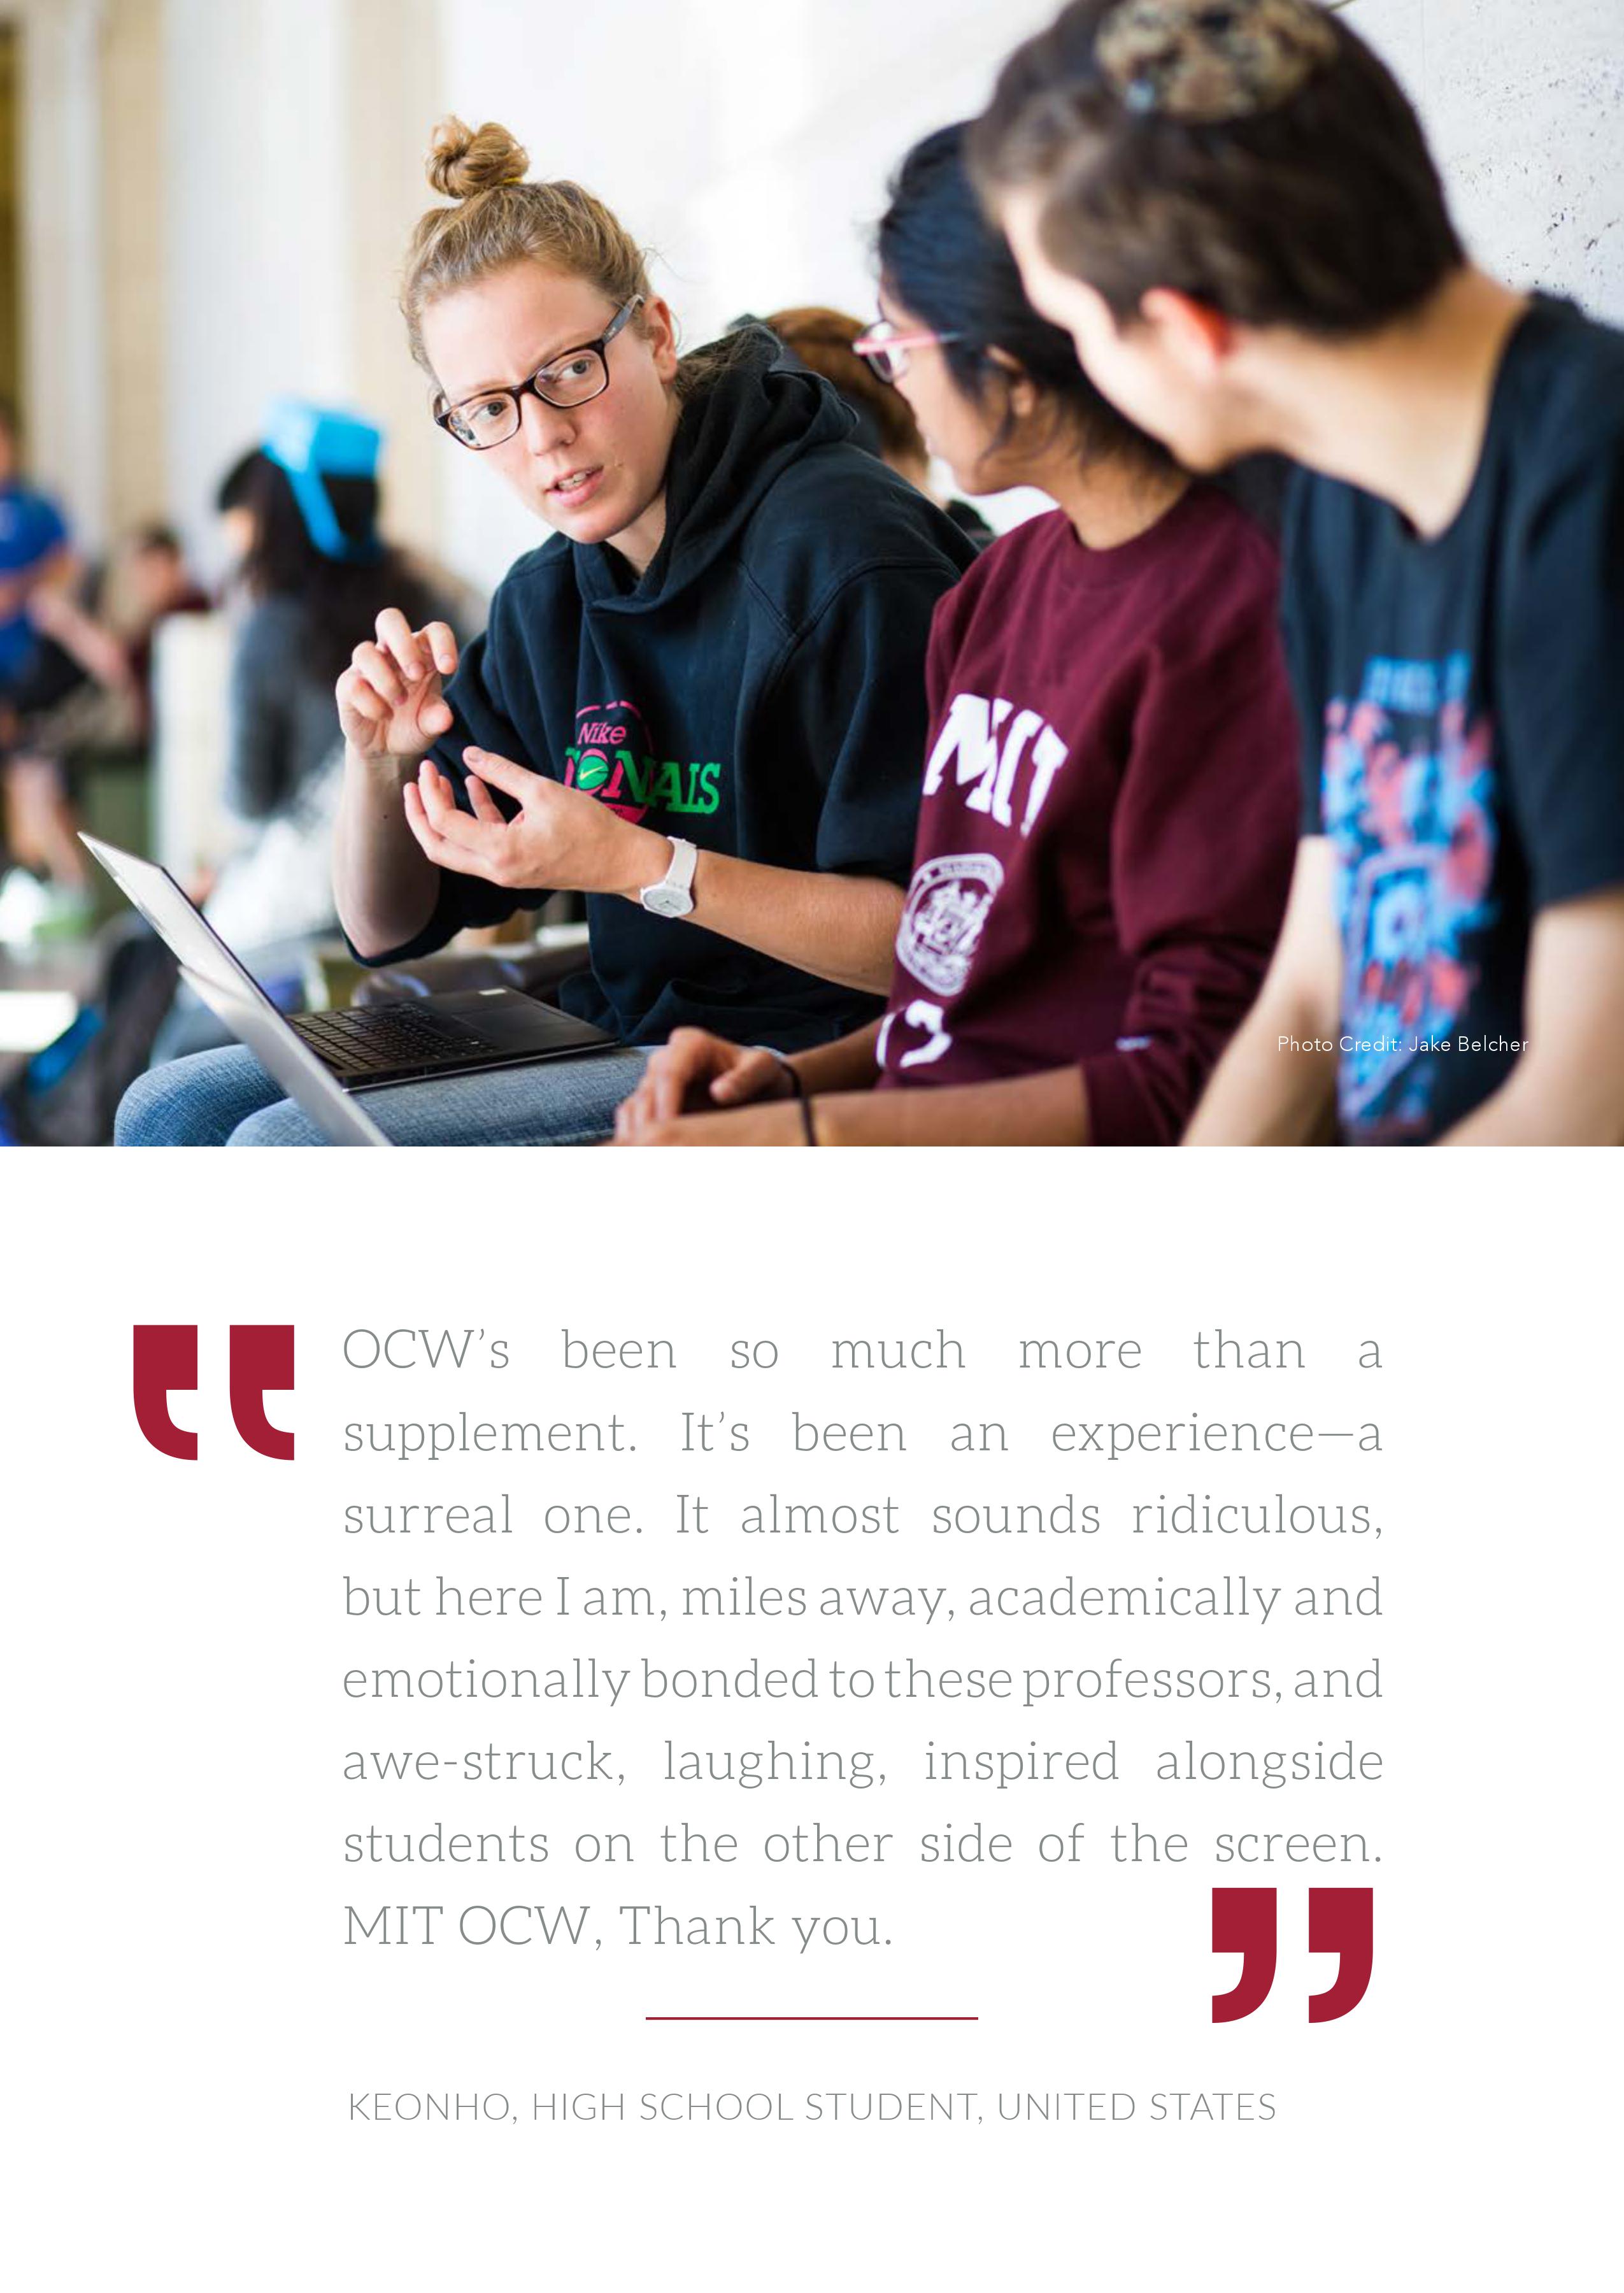 Nike
MIT
Photo Credit: Jake Belcher
OCW’s been so much more than a
supplement. It’s been an experience—a
surreal one. It almost sounds ridiculous,
but here I am, miles away, academically and
emotionally bonded to these professors, and
awe-struck, laughing, inspired alongside
students on the other side of the screen.
MIT OCW, Thank you.
KEONHO, HIGH SCHOOL STUDENT, UNITED STATES